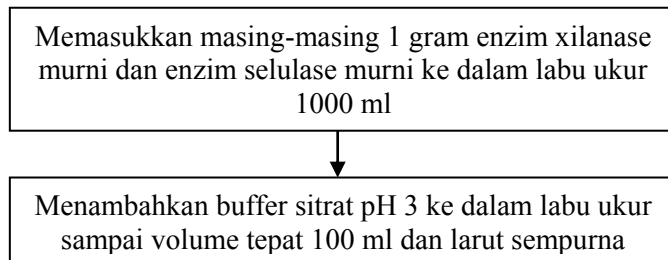 Memasukkan masing-masing 1 gram enzim xilanase
murni dan enzim selulase murni ke dalam labu ukur
1000 ml
Menambahkan buffer sitrat pH 3 ke dalam labu ukur
sampai volume tepat 100 ml dan larut sempurna